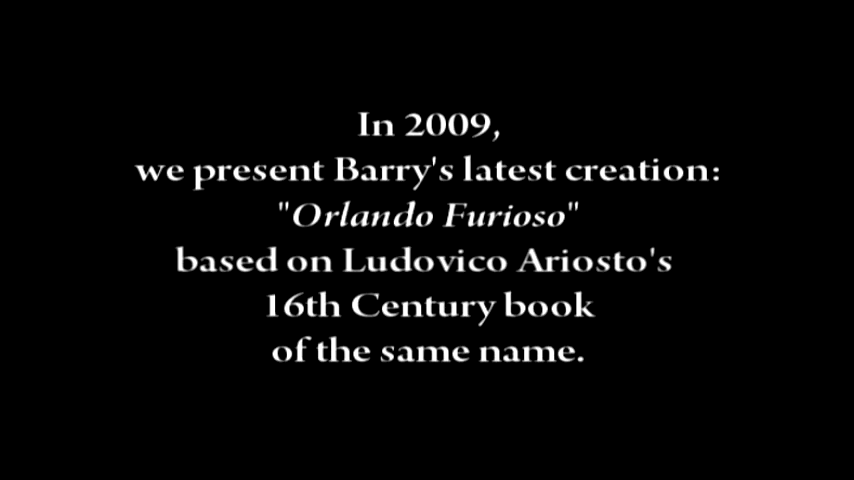 In 2009,
we present Barry's latest creation:
"Orlando Furioso"
based on Ludovico Ariosto's
16th Century book
of the same name.